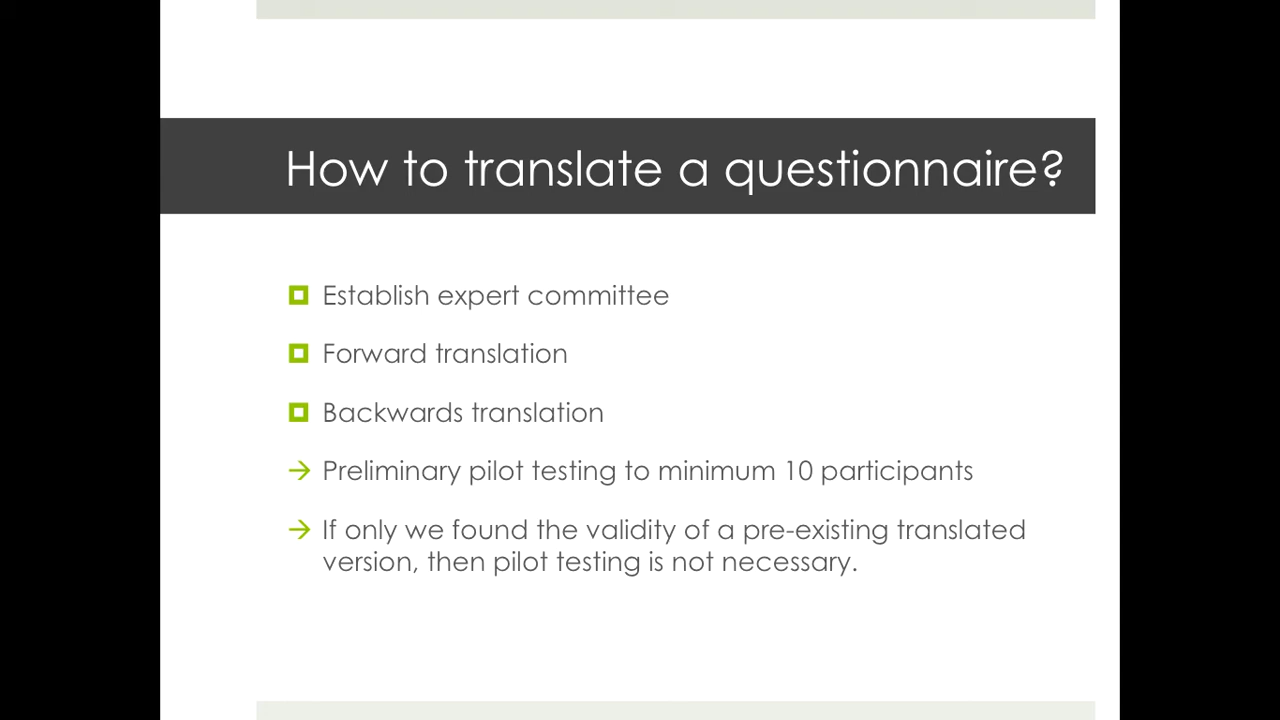 How to translate a questionnaire?
Establish expert committee
Forward translation
Backwards translation
Preliminary pilot testing to minimum 10 participants
If only we found the validity of a pre-existing translated
version, then pilot testing is not necessary.